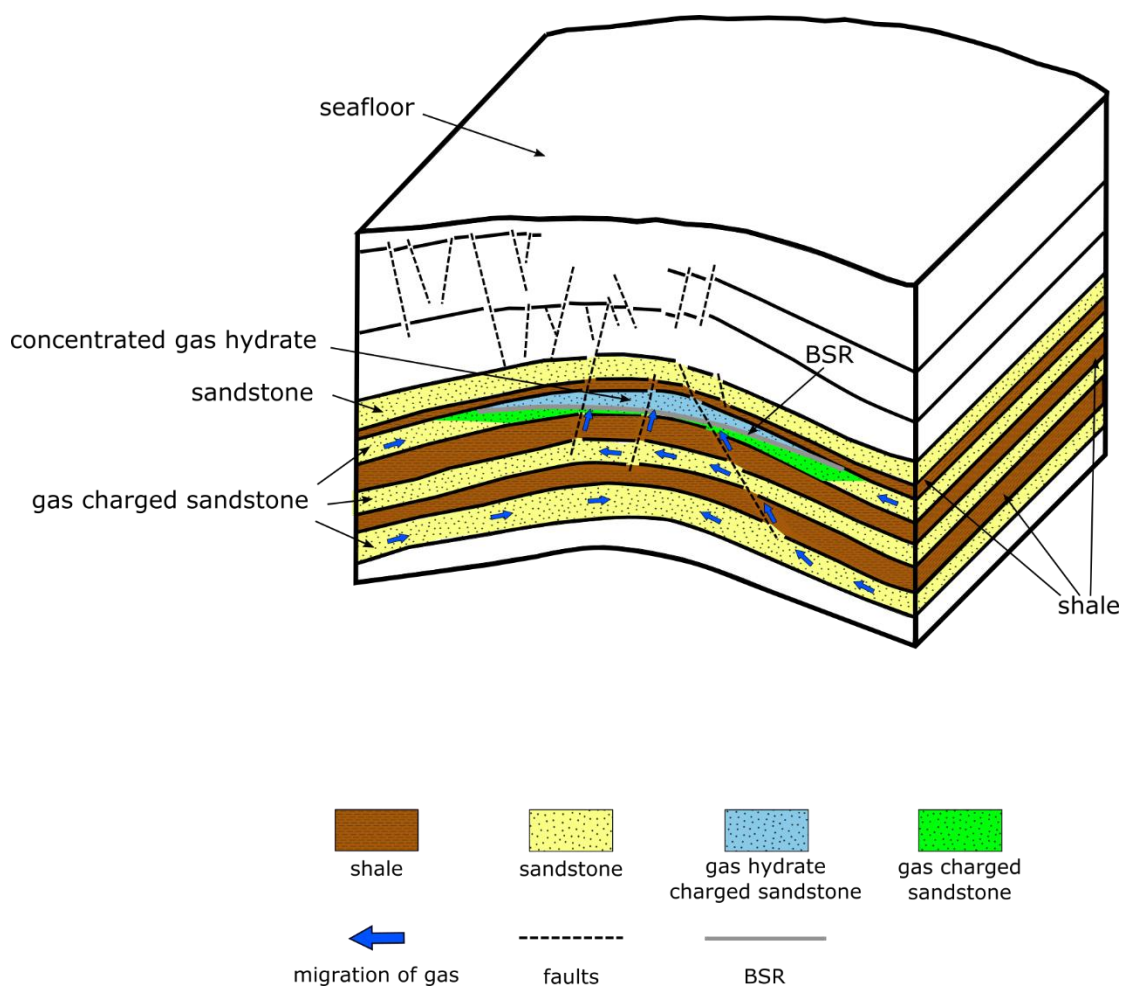 seafloor
concentrated gas hydrate
BSR
sandstone
gas charged sandstone
shale
shale
sandstone
gas hydrate
charged sandstone
gas charged
sandstone
migration of gas
faults
BSR